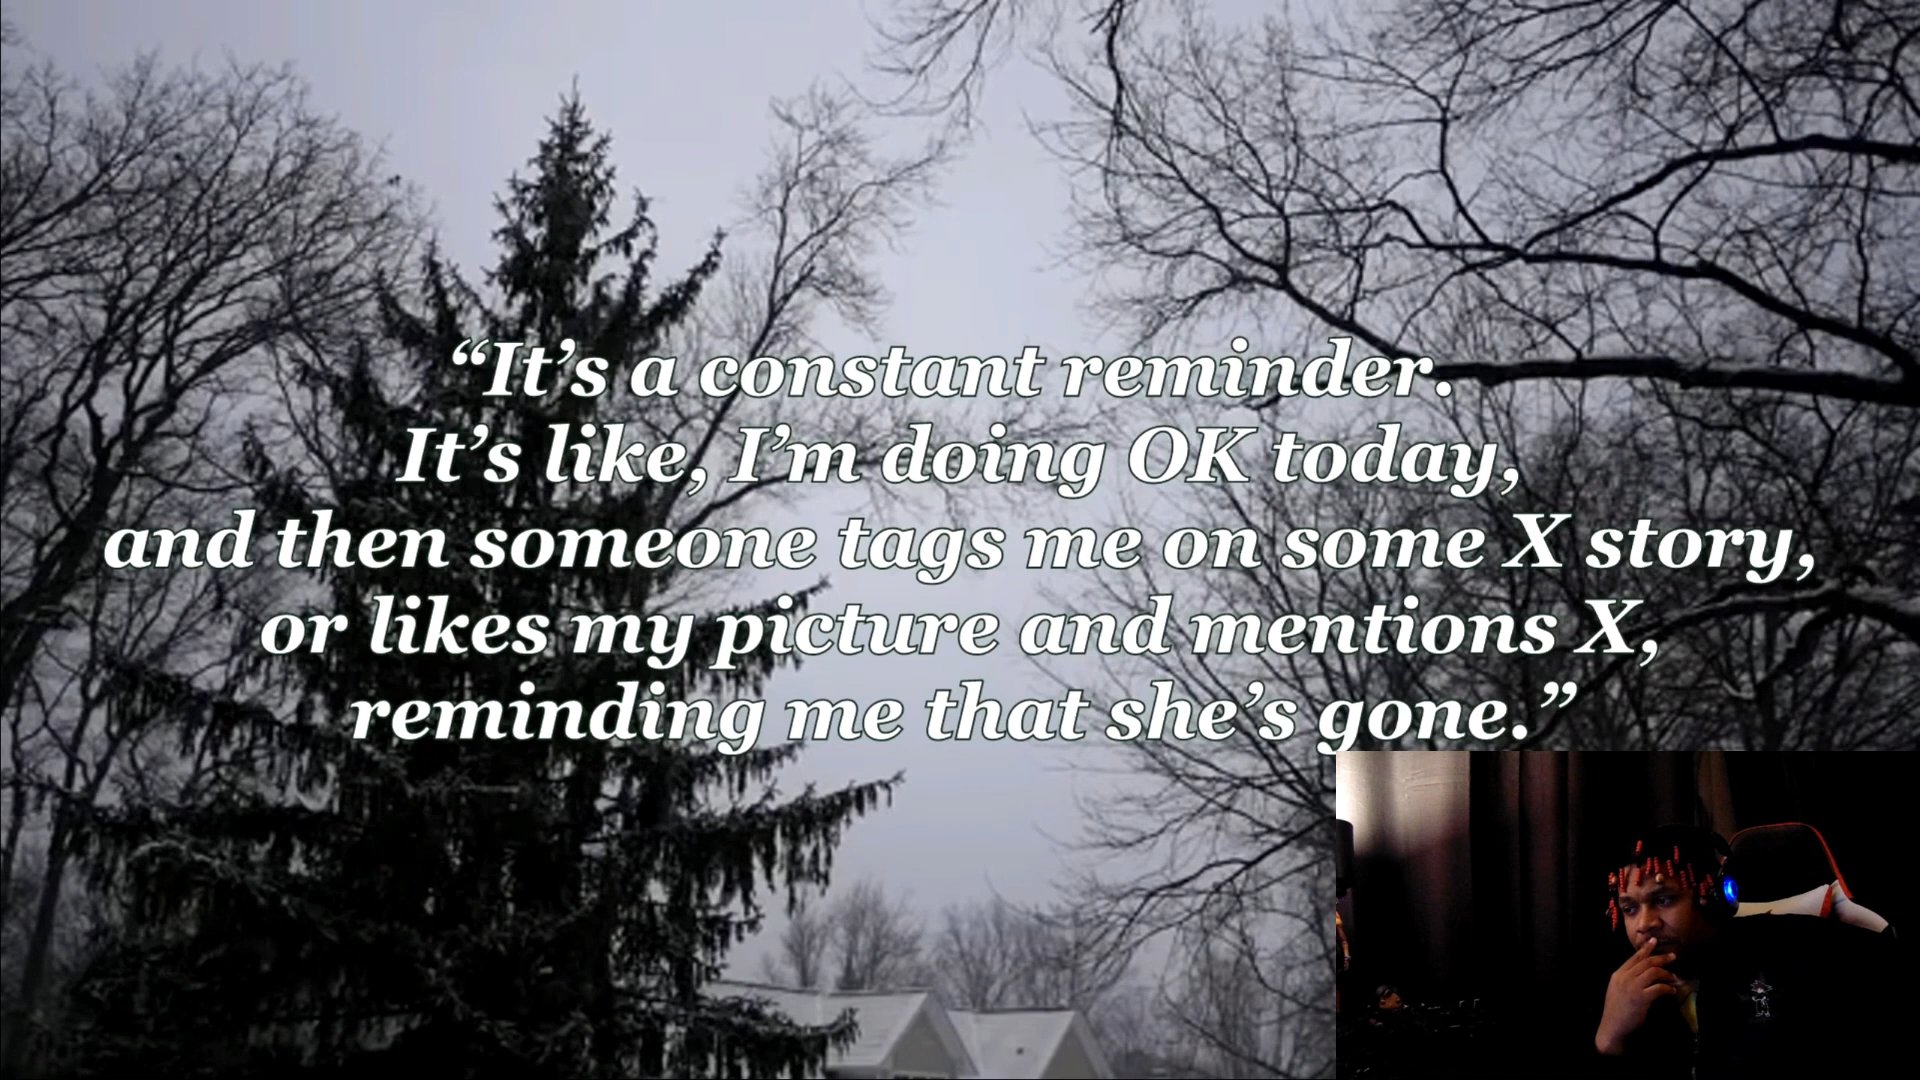 “It’s a constant reminder.
It’s like, I’m doing OK today,
and then someone tags me on some X story,
or likes my picture and mentions X,
reminding me that she’s gone.”